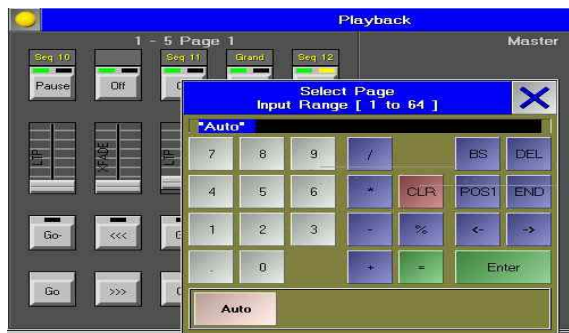 Playback
1 - 5 Page 1
Master
Seq 10
Seq 11
Grand
Seq 12
Pause
Off
Select Page
Input Range [ 1 to 64 ]
"Auto"
7 8 9 / BS DEL
4 5 6 * CLR POS1 END
1 2 3 - % <- ->
. 0 + = Enter
Auto
LTP
XFADE
LTP
Go-
<<<
Go
>>>